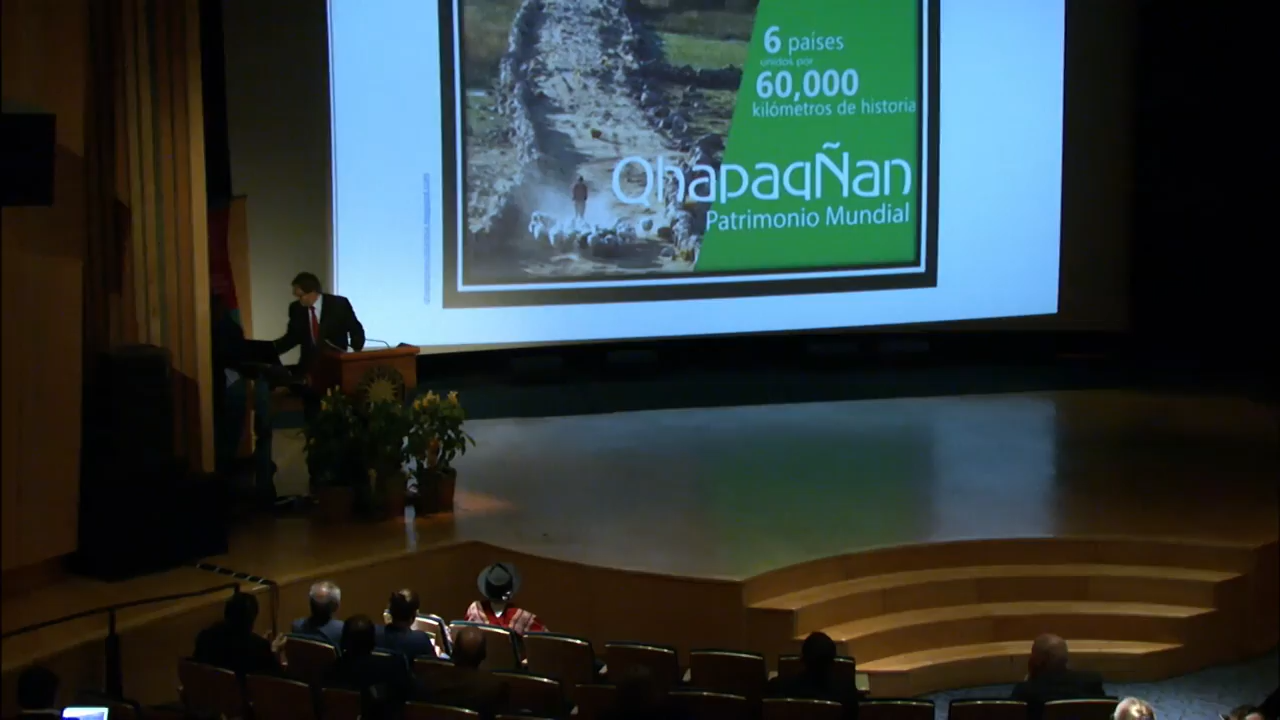 6 paises
unidos por
60,000
kilómetros de historia
QhapaqÑan
Patrimonio Mundial